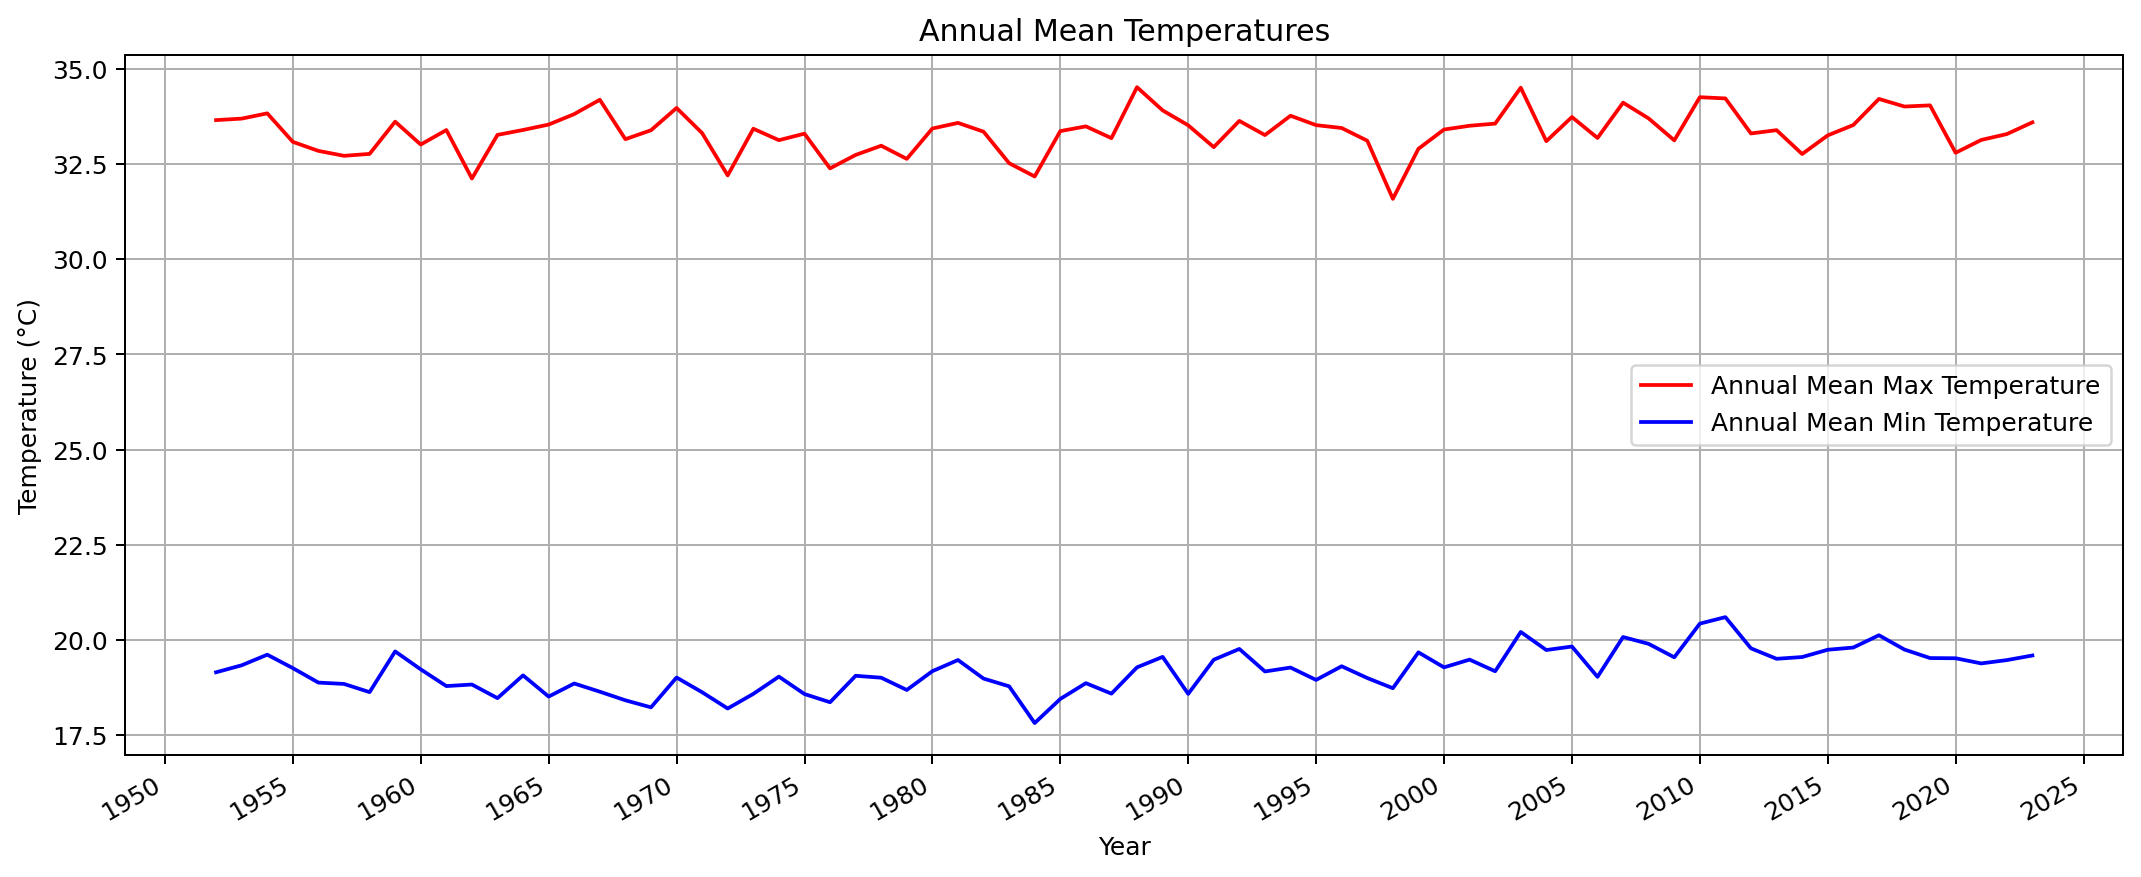 Annual Mean Temperatures
35.0
32.5
30.0
27.5
25.0
22.5
20.0
17.5
Temperature (°C)
Annual Mean Max Temperature
Annual Mean Min Temperature
1950 1955 1960 1965 1970 1975 1980 1985 1990 1995 2000 2005 2010 2015 2020 2025
Year